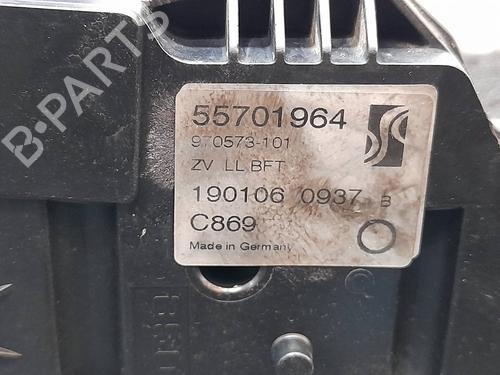 B-PARTS
55701964
970573-101
ZV LL BFT
190106 0937 B
C869
Made in Germany